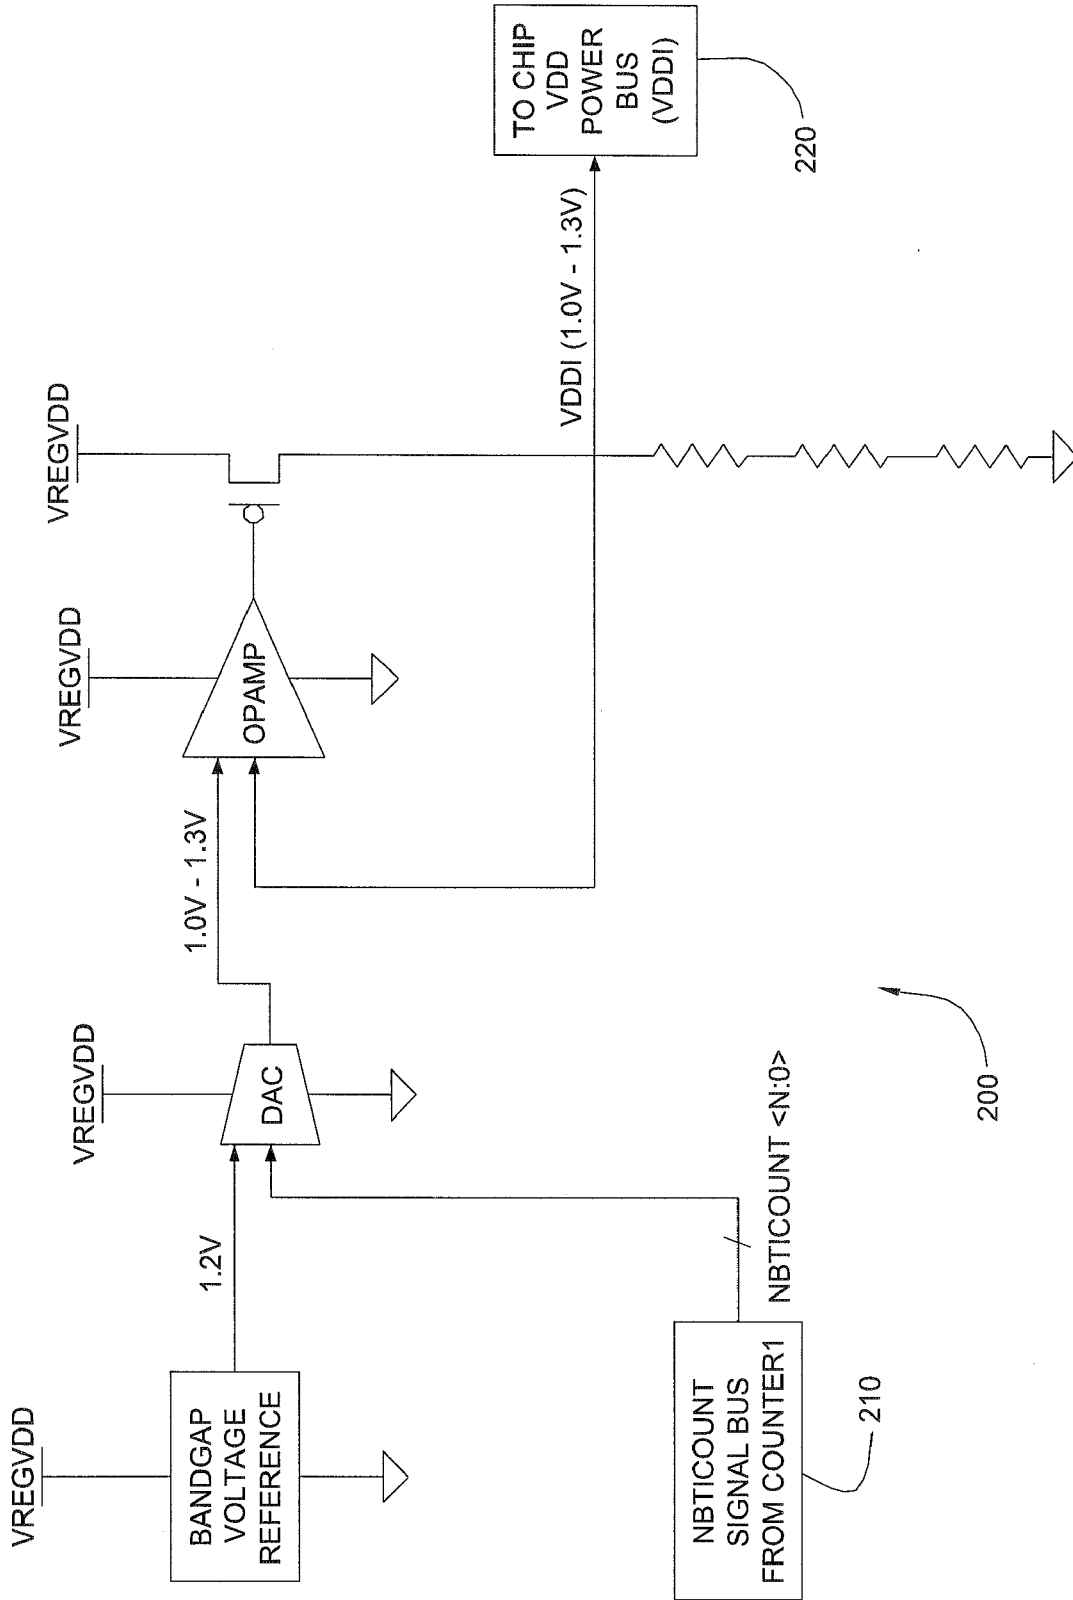 VREGVDD
BANDGAP
VOLTAGE
REFERENCE
1.2V
VREGVDD
DAC
1.0V - 1.3V
VREGVDD
OPAMP
VREGVDD
VDDI (1.0V - 1.3V)
TO CHIP
VDD
POWER
BUS
(VDDI)
220
NBTICOUNT
SIGNAL BUS
FROM COUNTER1
210
NBTICOUNT <N:0>
200